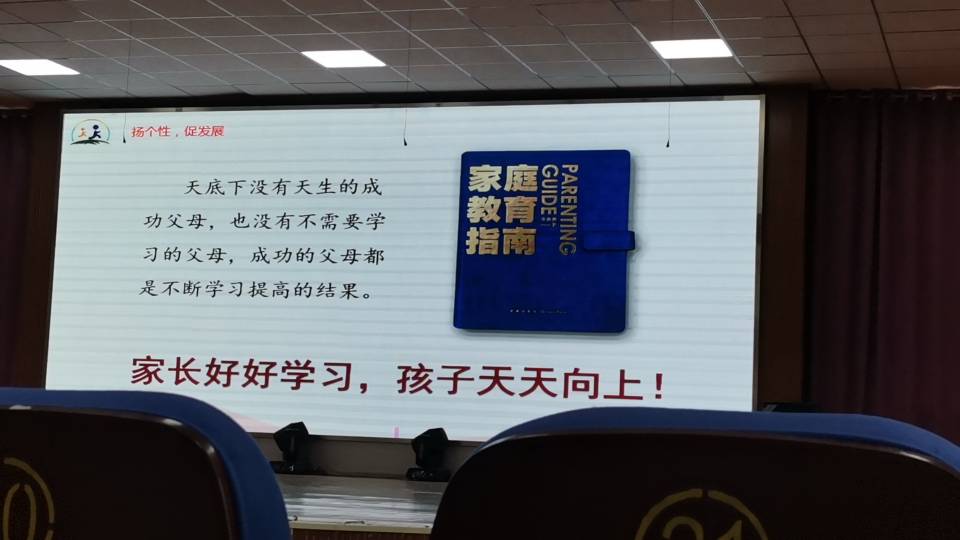 扬个性，促发展
天底下没有天生的成
功父母，也没有不需要学
习的父母，成功的父母都
是不断学习提高的结果。
家庭
教育
指南
PARENTING
GUIDE
家长好好学习，孩子天天向上！
21